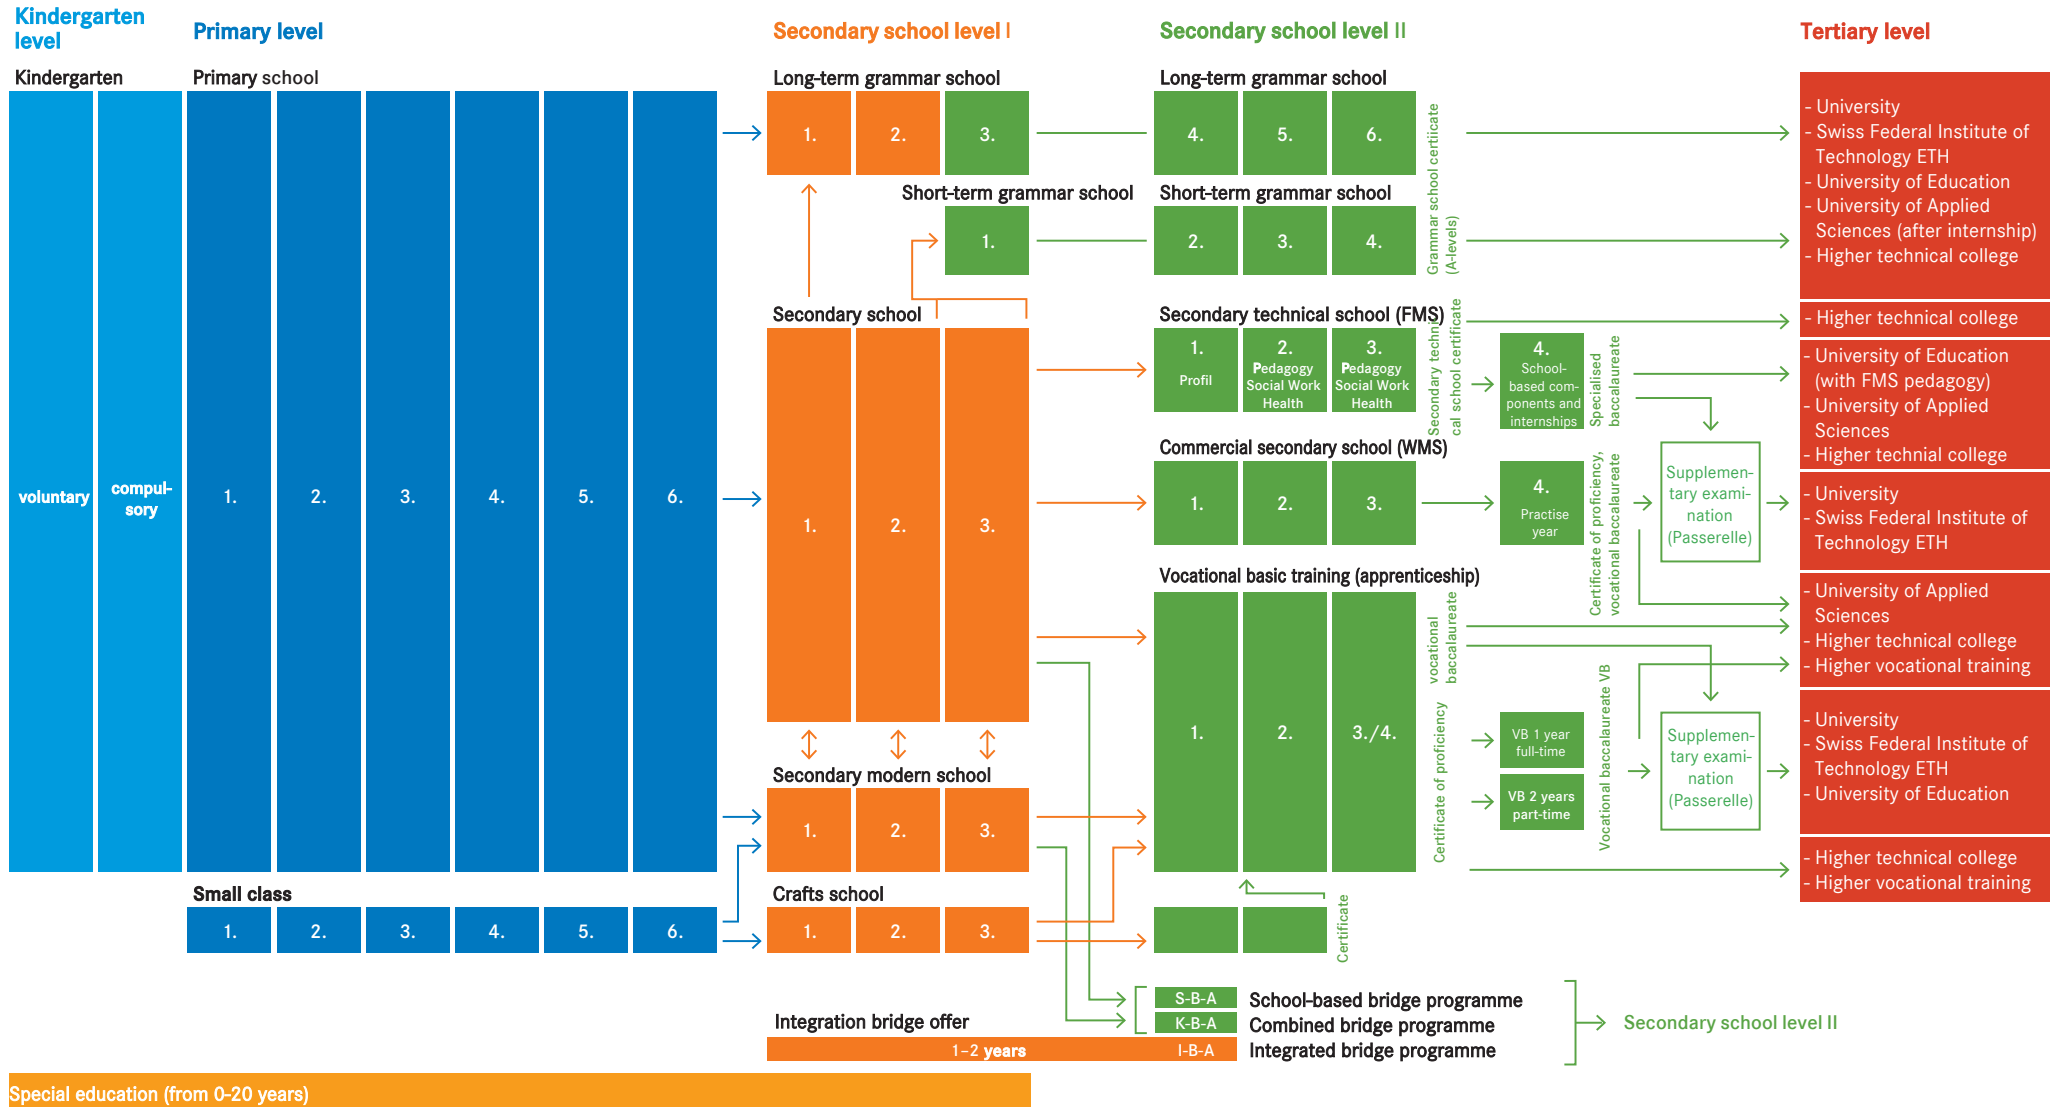 Kindergarten
level
Primary level
Secondary school level I
Secondary school level II
Tertiary level
Kindergarten
Primary school
Long-term grammar school
Long-term grammar school
voluntary
compul-
sory
1.
2.
3.
4.
5.
6.
1.
2.
3.
4.
5.
6.
Short-term grammar school
Short-term grammar school
1.
2.
3.
4.
Grammar school certiicate
(A-levels)
- University
- Swiss Federal Institute of
Technology ETH
- University of Education
- University of Applied
Sciences (after internship)
- Higher technical college
Secondary school
1.
2.
3.
Secondary technical school (FMS)
1.
Profil
2.
Pedagogy
Social Work
Health
3.
Pedagogy
Social Work
Health
Secondary techni
cal school certificate
4.
School-
based com-
ponents and
internships
Specialised
baccalaureate
- Higher technical college
- University of Education
(with FMS pedagogy)
- University of Applied
Sciences
- Higher technial college
Commercial secondary school (WMS)
1.
2.
3.
4.
Practise
year
Certificate of proficiency,
vocational baccalaureate
Supplemen-
tary exami-
nation
(Passerelle)
- University
- Swiss Federal Institute of
Technology ETH
Vocational basic training (apprenticeship)
1.
2.
3./4.
vocational
baccalaureate
Certificate of proficiency
VB 1 year
full-time
VB 2 years
part-time
Vocational baccalaureate VB
Supplemen-
tary exami-
nation
(Passerelle)
- University of Applied
Sciences
- Higher technical college
- Higher vocational training
- University
- Swiss Federal Institute of
Technology ETH
- University of Education
- Higher technical college
- Higher vocational training
Secondary modern school
1.
2.
3.
Small class
1.
2.
3.
4.
5.
6.
Crafts school
1.
2.
3.
Certificate
S-B-A
School-based bridge programme
K-B-A
Combined bridge programme
Integration bridge offer
1–2 years
I-B-A
Integrated bridge programme
Secondary school level II
Special education (from 0-20 years)